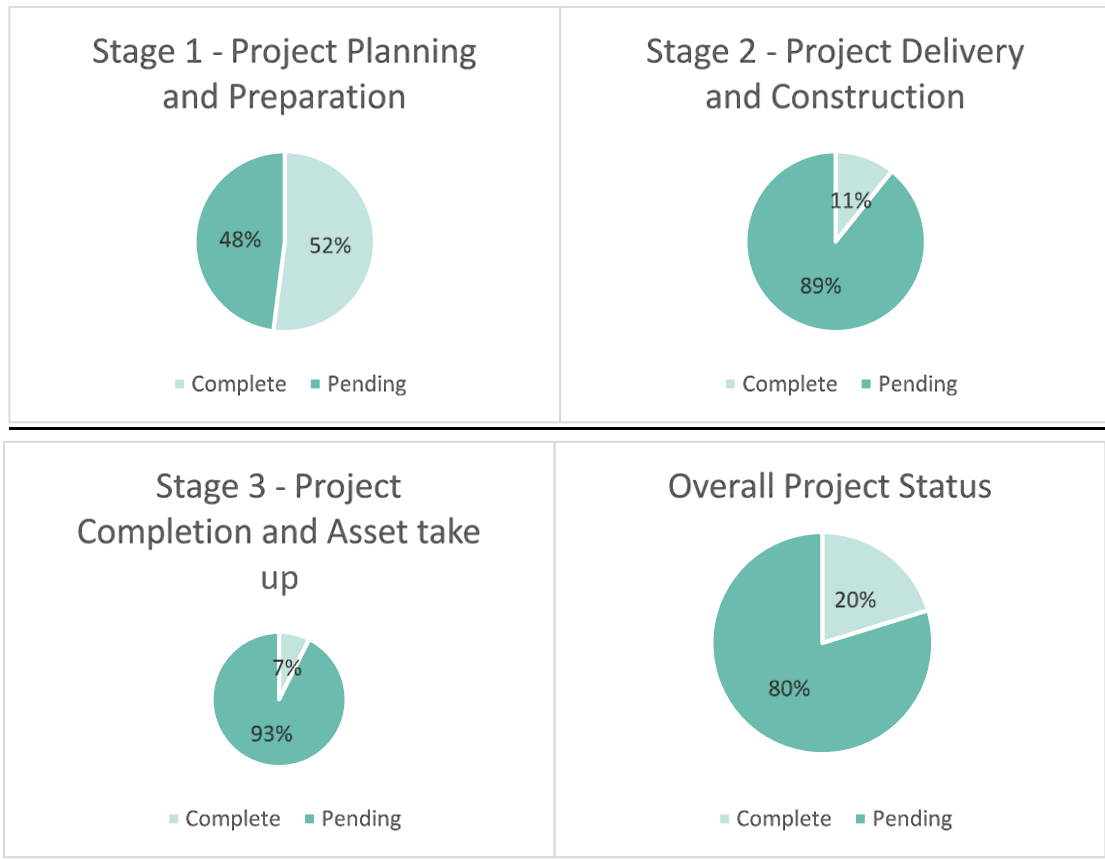 Stage 1 - Project Planning
and Preparation
48%
52%
Complete
Pending
Stage 2 - Project Delivery
and Construction
11%
89%
Complete
Pending
Stage 3 - Project
Completion and Asset take
up
7%
93%
Complete
Pending
Overall Project Status
20%
80%
Complete
Pending